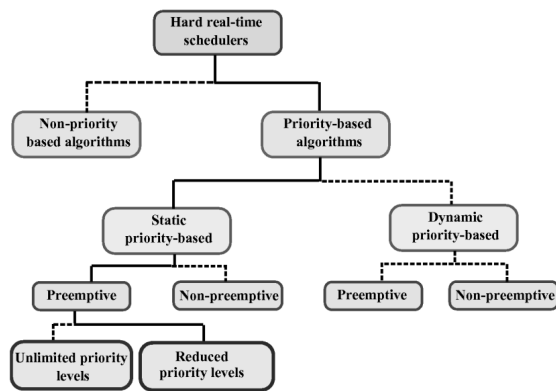 Hard real-time
schedulers
Non-priority
based algorithms
Priority-based
algorithms
Static
priority-based
Dynamic
priority-based
Preemptive
Non-preemptive
Preemptive
Non-preemptive
Unlimited priority
levels
Reduced
priority levels